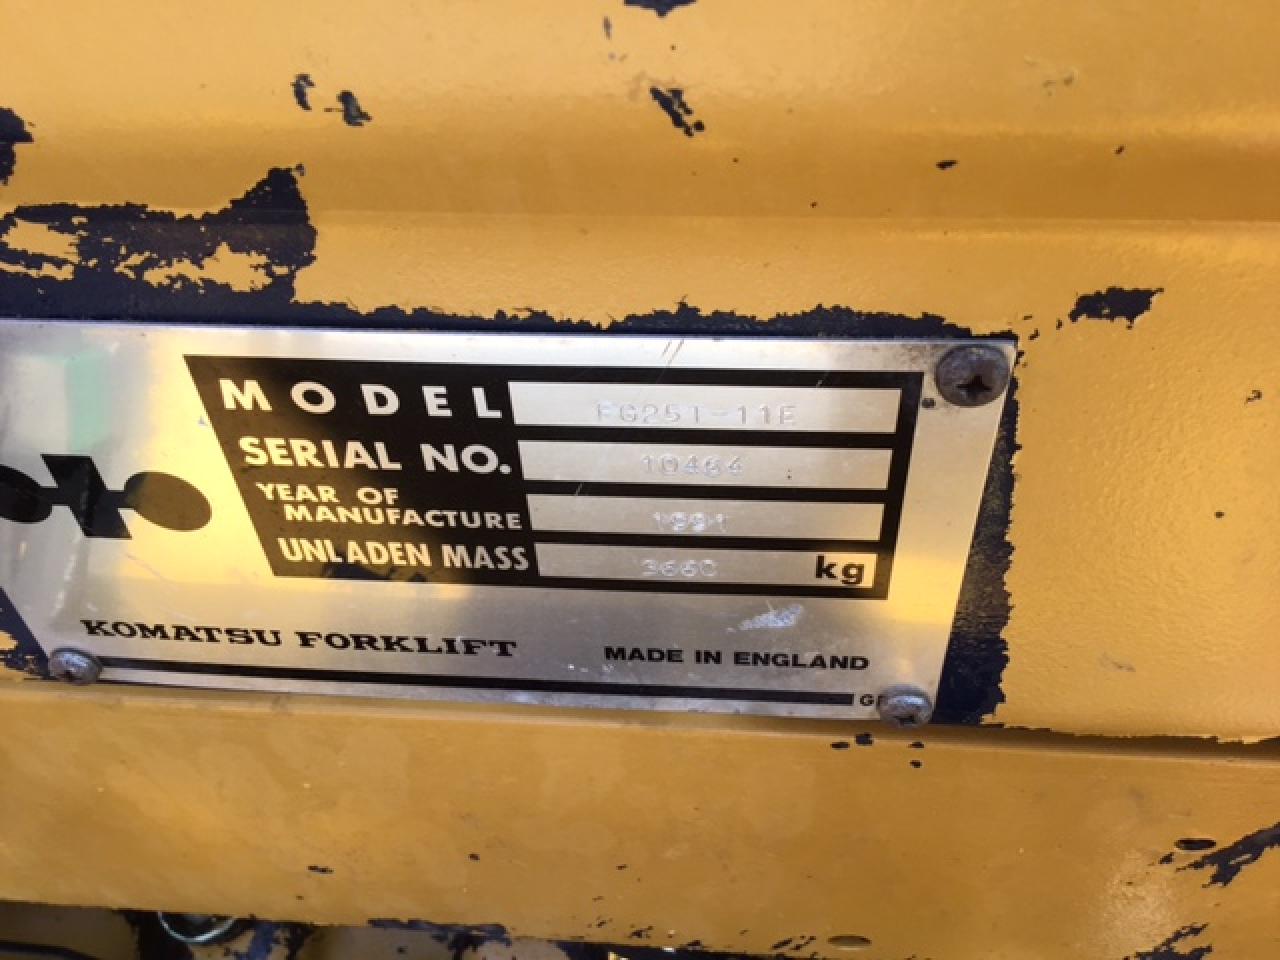 MODEL FG25T-11E
SERIAL NO. 10464
YEAR OF
MANUFACTURE 1991
UNLADEN MASS 3660 kg
KOMATSU FORKLIFT MADE IN ENGLAND